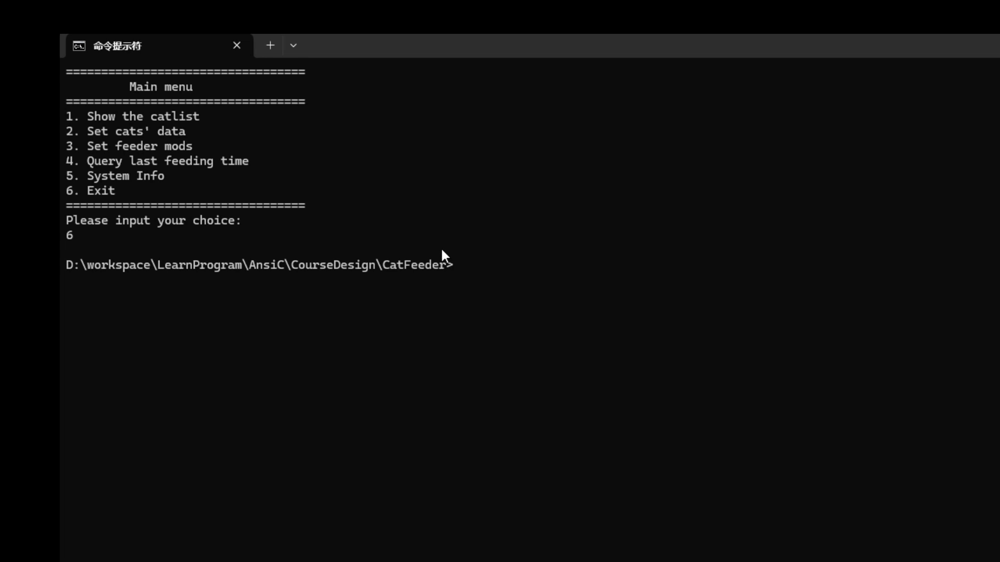 命令提示符
==================================
Main menu
==================================
1. Show the catlist
2. Set cats' data
3. Set feeder mods
4. Query last feeding time
5. System Info
6. Exit
==================================
Please input your choice:
6
D:\workspace\LearnProgram\AnsiC\CourseDesign\CatFeeder>